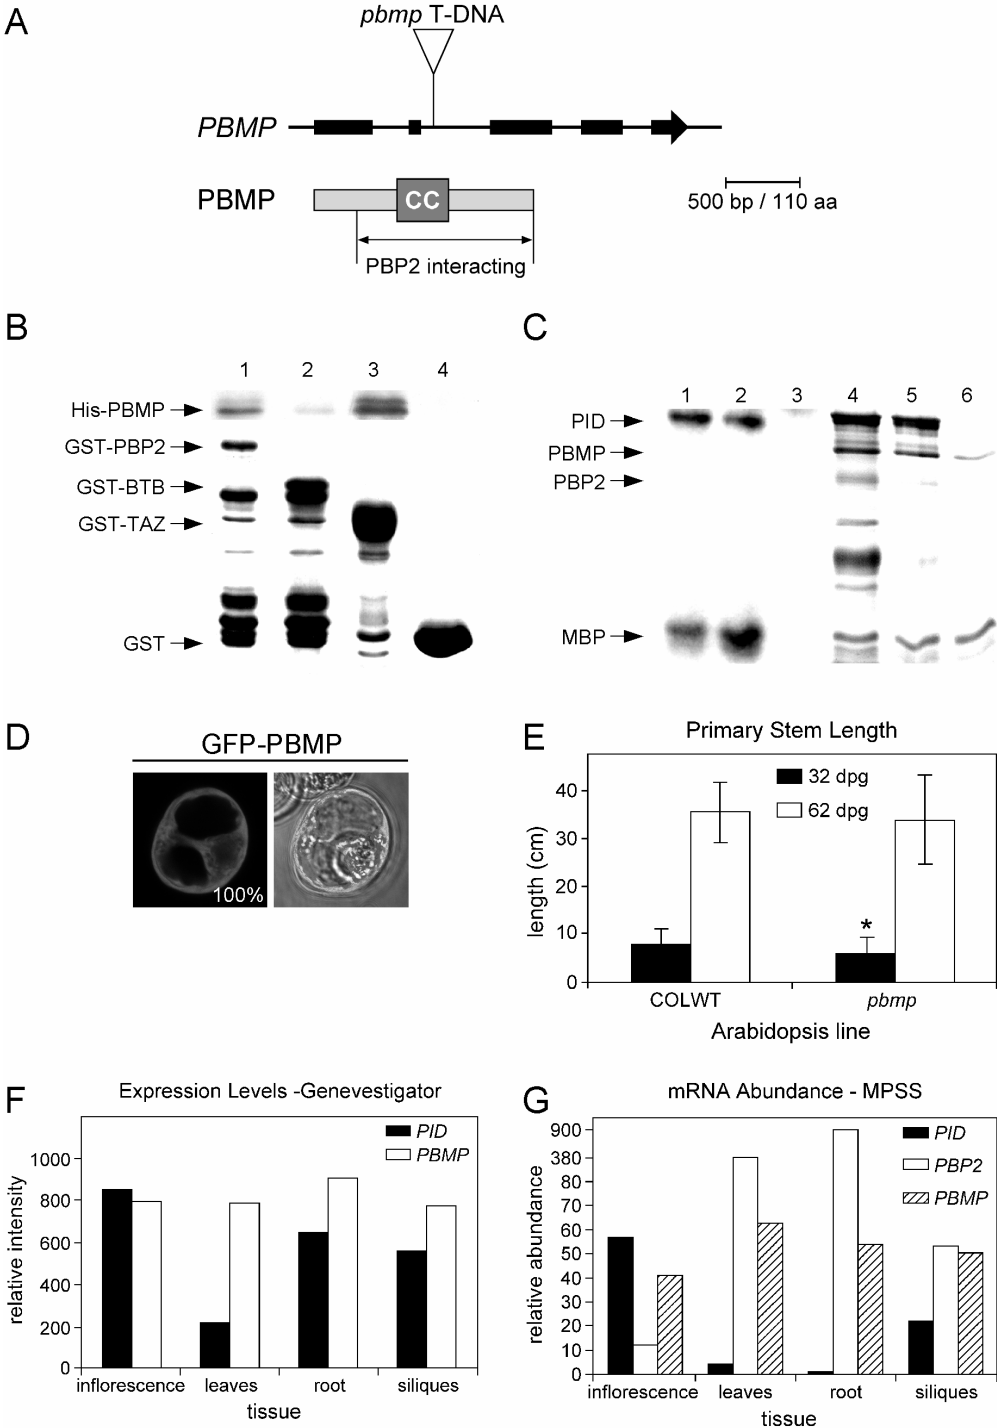 A
pbmp T-DNA
PBMP
PBMP
CC
500 bp / 110 aa
PBP2 interacting
B
1 2 3 4
His-PBMP
GST-PBP2
GST-BTB
GST-TAZ
GST
C
1 2 3 4 5 6
PID
PBMP
PBP2
MBP
D
GFP-PBMP
100%
E
Primary Stem Length
32 dpg
62 dpg
40
30
20
10
0
length (cm)
*
COLWT pbmp
Arabidopsis line
F
Expression Levels -Genevestigator
PID
PBMP
1000
800
600
400
200
0
relative intensity
inflorescence leaves root siliques
tissue
G
mRNA Abundance - MPSS
PID
PBP2
PBMP
900
380
80
70
60
50
40
30
20
10
0
relative abundance
inflorescence leaves root siliques
tissue